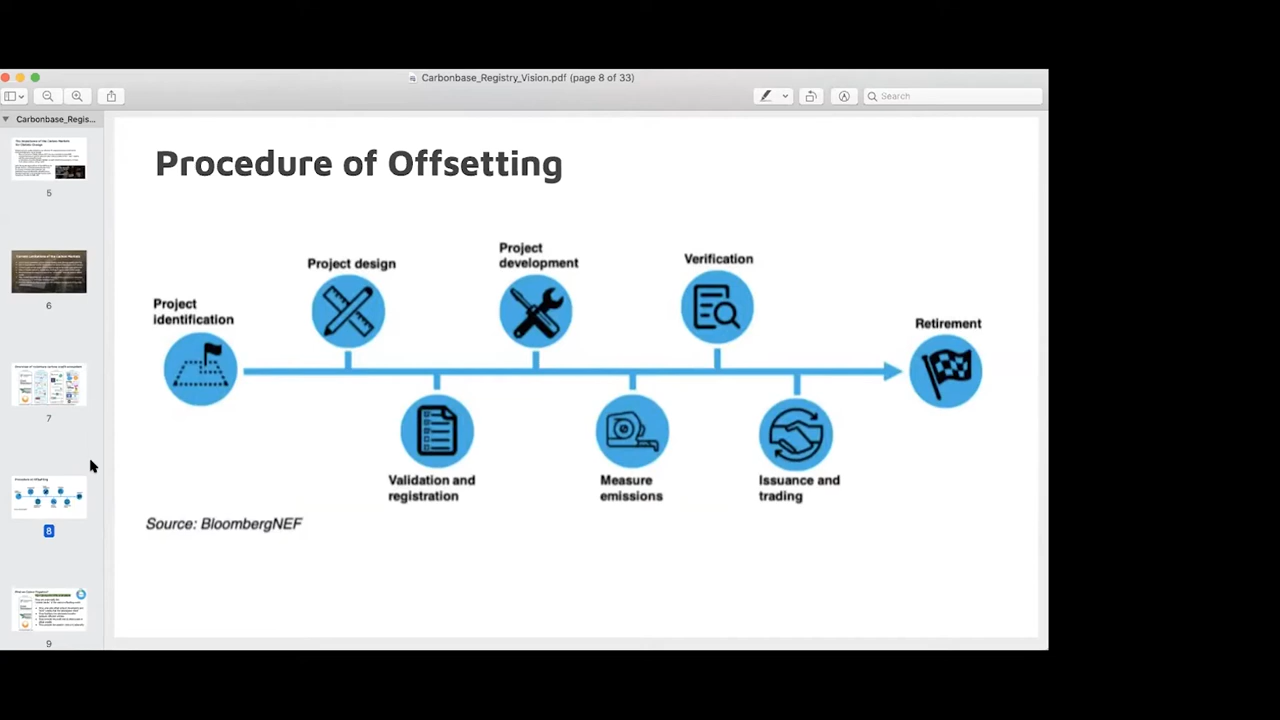 Carbonbase_Registry_Vision.pdf (page 8 of 33)
Search
Carbonbase_Regis...
5
6
7
8
9
Procedure of Offsetting
Project
identification
Project design
Validation and
registration
Project
development
Measure
emissions
Verification
Issuance and
trading
Retirement
Source: BloombergNEF